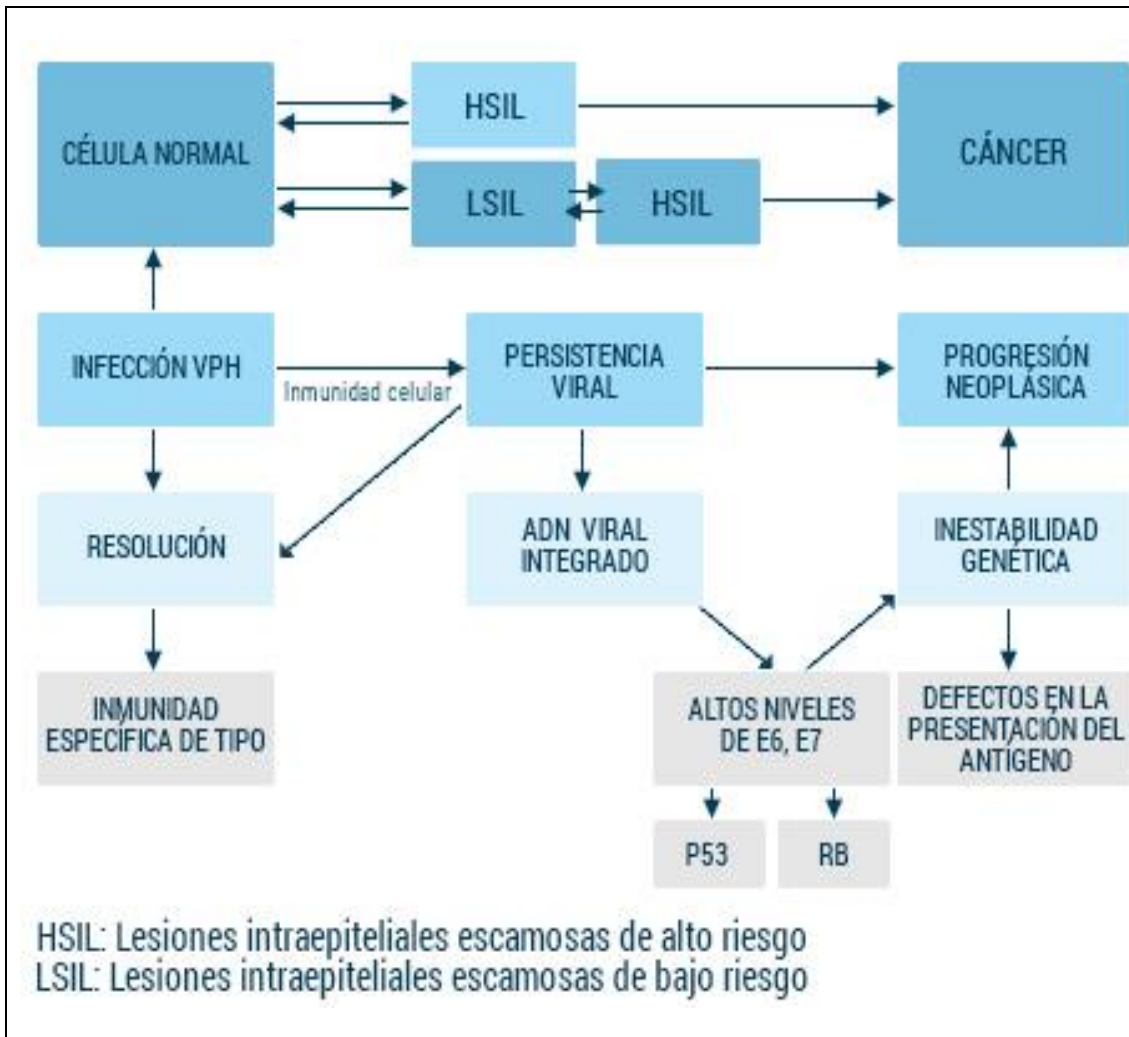 CÉLULA NORMAL
HSIL
CÁNCER
LSIL
HSIL
INFECCIÓN VPH
Inmunidad celular
PERSISTENCIA
VIRAL
PROGRESIÓN
NEOPLÁSICA
RESOLUCIÓN
ADN VIRAL
INTEGRADO
INESTABILIDAD
GENÉTICA
INMUNIDAD
ESPECÍFICA DE TIPO
ALTOS NIVELES
DE E6, E7
DEFECTOS EN LA
PRESENTACIÓN DEL
ANTÍGENO
P53
RB
HSIL: Lesiones intraepiteliales escamosas de alto riesgo
LSIL: Lesiones intraepiteliales escamosas de bajo riesgo